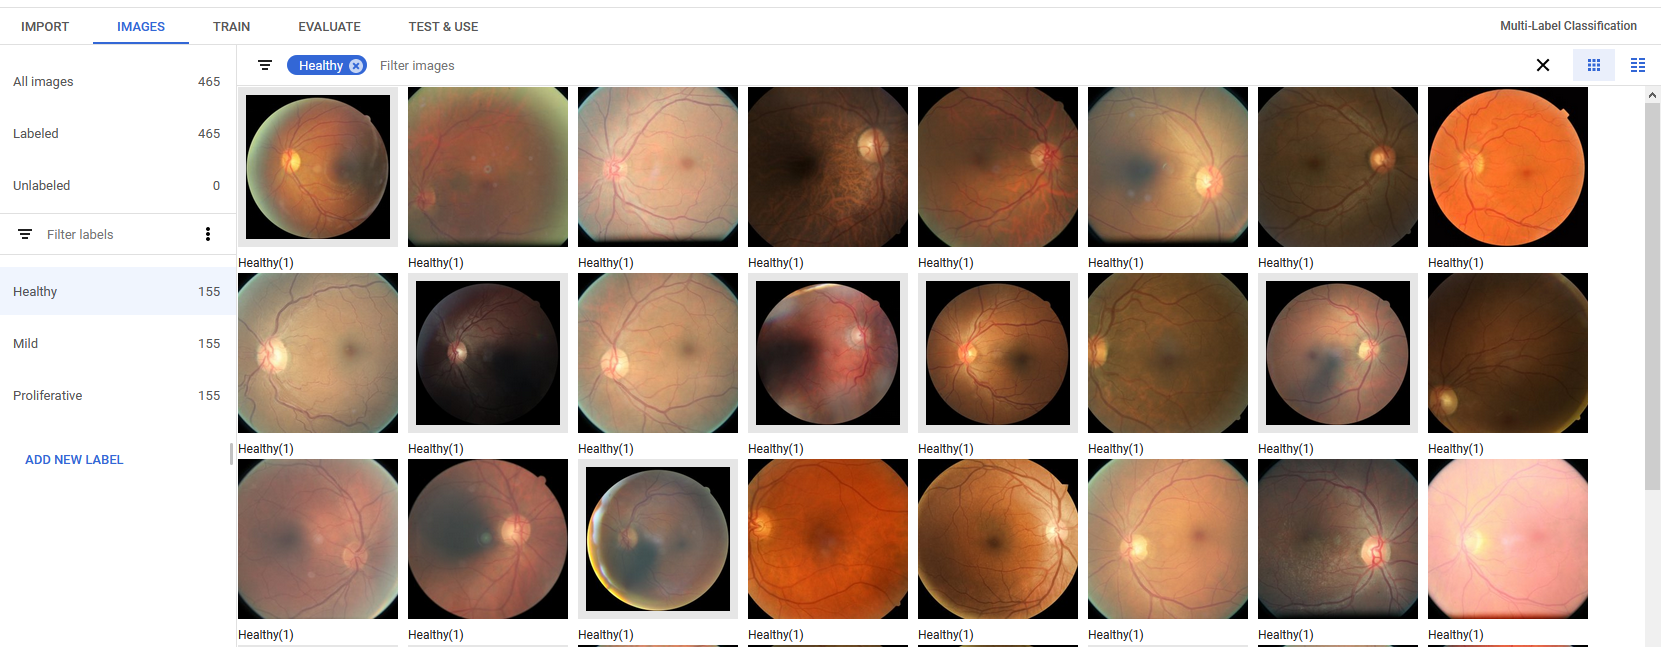 IMPORT IMAGES TRAIN EVALUATE TEST & USE Multi-Label Classification
All images 465
Labeled 465
Unlabeled 0
Filter labels
Healthy 155
Mild 155
Proliferative 155
ADD NEW LABEL
Healthy Filter images
Healthy(1) Healthy(1) Healthy(1) Healthy(1) Healthy(1) Healthy(1) Healthy(1) Healthy(1)
Healthy(1) Healthy(1) Healthy(1) Healthy(1) Healthy(1) Healthy(1) Healthy(1) Healthy(1)
Healthy(1) Healthy(1) Healthy(1) Healthy(1) Healthy(1) Healthy(1) Healthy(1) Healthy(1)